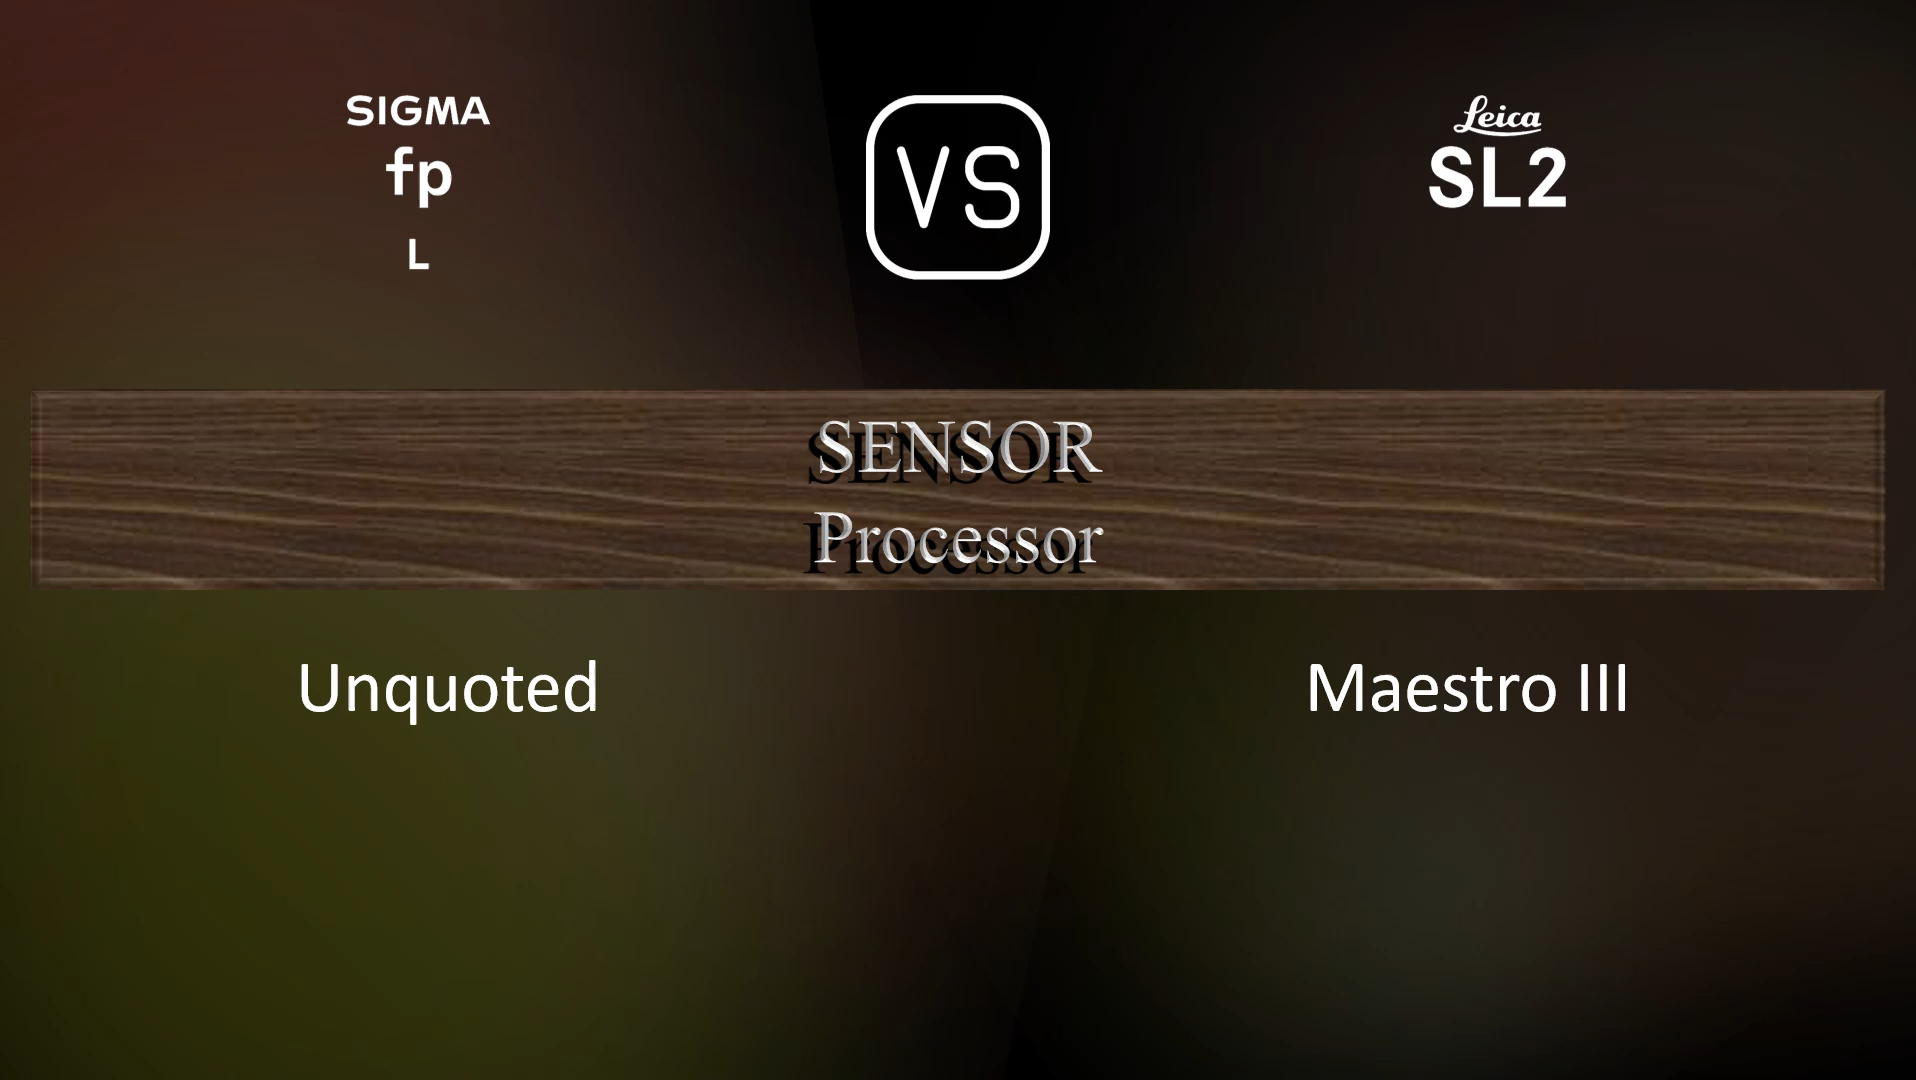 SIGMA
fp
L
VS
Leica
SL2
SENSOR
Processor
Unquoted
Maestro III